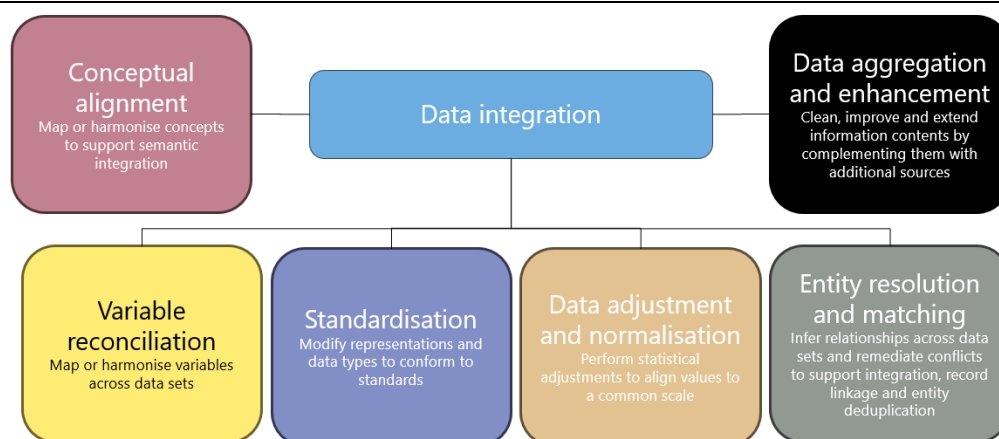 Conceptual
alignment
Map or harmonise concepts
to support semantic
integration
Data integration
Data aggregation
and enhancement
Clean, improve and extend
information contents by
complementing them with
additional sources
Variable
reconciliation
Map or harmonise variables
across data sets
Standardisation
Modify representations and
data types to conform to
standards
Data adjustment
and normalisation
Perform statistical
adjustments to align values to
a common scale
Entity resolution
and matching
Infer relationships across data
sets and remediate conflicts
to support integration, record
linkage and entity
deduplication